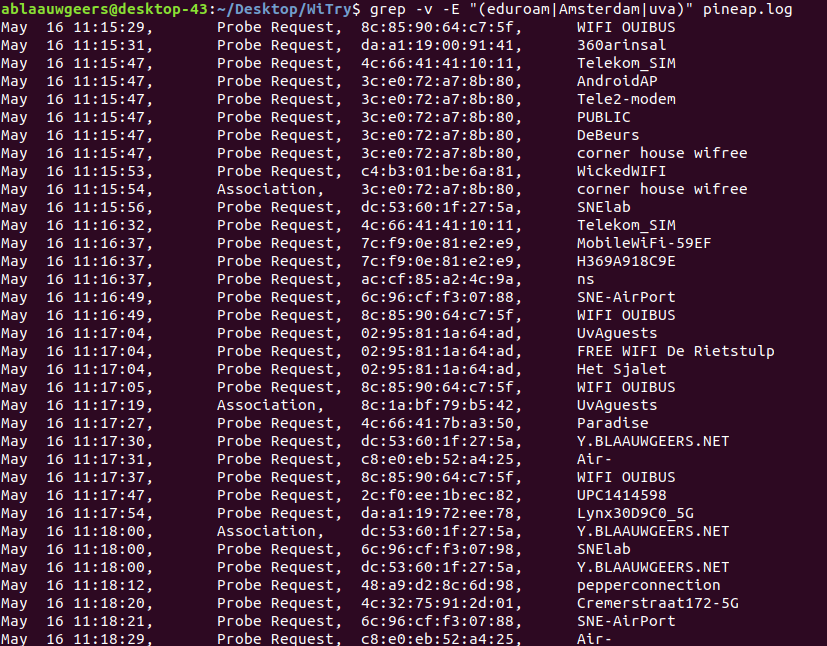 ablaauwgeers@desktop-43:~/Desktop/WiTry$ grep -v -E "(eduroam|Amsterdam|uva)" pineap.log
May  16 11:15:29,       Probe Request,  8c:85:90:64:c7:5f,      WIFI OUIBUS
May  16 11:15:31,       Probe Request,  da:a1:19:00:91:41,      360arinsal
May  16 11:15:47,       Probe Request,  4c:66:41:41:10:11,      Telekom_SIM
May  16 11:15:47,       Probe Request,  3c:e0:72:a7:8b:80,      AndroidAP
May  16 11:15:47,       Probe Request,  3c:e0:72:a7:8b:80,      Tele2-modem
May  16 11:15:47,       Probe Request,  3c:e0:72:a7:8b:80,      PUBLIC
May  16 11:15:47,       Probe Request,  3c:e0:72:a7:8b:80,      DeBeurs
May  16 11:15:47,       Probe Request,  3c:e0:72:a7:8b:80,      corner house wifree
May  16 11:15:53,       Probe Request,  c4:b3:01:be:6a:81,      WickedWIFI
May  16 11:15:54,       Association,    3c:e0:72:a7:8b:80,      corner house wifree
May  16 11:15:56,       Probe Request,  dc:53:60:1f:27:5a,      SNElab
May  16 11:16:32,       Probe Request,  4c:66:41:41:10:11,      Telekom_SIM
May  16 11:16:37,       Probe Request,  7c:f9:0e:81:e2:e9,      MobileWiFi-59EF
May  16 11:16:37,       Probe Request,  7c:f9:0e:81:e2:e9,      H369A918C9E
May  16 11:16:37,       Probe Request,  ac:cf:85:a2:4c:9a,      ns
May  16 11:16:49,       Probe Request,  6c:96:cf:f3:07:88,      SNE-AirPort
May  16 11:16:49,       Probe Request,  8c:85:90:64:c7:5f,      WIFI OUIBUS
May  16 11:17:04,       Probe Request,  02:95:81:1a:64:ad,      UvAguests
May  16 11:17:04,       Probe Request,  02:95:81:1a:64:ad,      FREE WIFI De Rietstulp
May  16 11:17:04,       Probe Request,  02:95:81:1a:64:ad,      Het Sjalet
May  16 11:17:05,       Probe Request,  8c:85:90:64:c7:5f,      WIFI OUIBUS
May  16 11:17:19,       Association,    8c:1a:bf:79:b5:42,      UvAguests
May  16 11:17:27,       Probe Request,  4c:66:41:7b:a3:50,      Paradise
May  16 11:17:30,       Probe Request,  dc:53:60:1f:27:5a,      Y.BLAAUWGEERS.NET
May  16 11:17:31,       Probe Request,  c8:e0:eb:52:a4:25,      Air-
May  16 11:17:37,       Probe Request,  8c:85:90:64:c7:5f,      WIFI OUIBUS
May  16 11:17:47,       Probe Request,  2c:f0:ee:1b:ec:82,      UPC1414598
May  16 11:17:54,       Probe Request,  da:a1:19:72:ee:78,      Lynx30D9C0_5G
May  16 11:18:00,       Association,    dc:53:60:1f:27:5a,      Y.BLAAUWGEERS.NET
May  16 11:18:00,       Probe Request,  6c:96:cf:f3:07:98,      SNElab
May  16 11:18:00,       Probe Request,  dc:53:60:1f:27:5a,      Y.BLAAUWGEERS.NET
May  16 11:18:12,       Probe Request,  48:a9:d2:8c:6d:98,      pepperconnection
May  16 11:18:20,       Probe Request,  4c:32:75:91:2d:01,      Cremerstraat172-5G
May  16 11:18:21,       Probe Request,  6c:96:cf:f3:07:88,      SNE-AirPort
May  16 11:18:29,       Probe Request,  c8:e0:eb:52:a4:25,      Air-